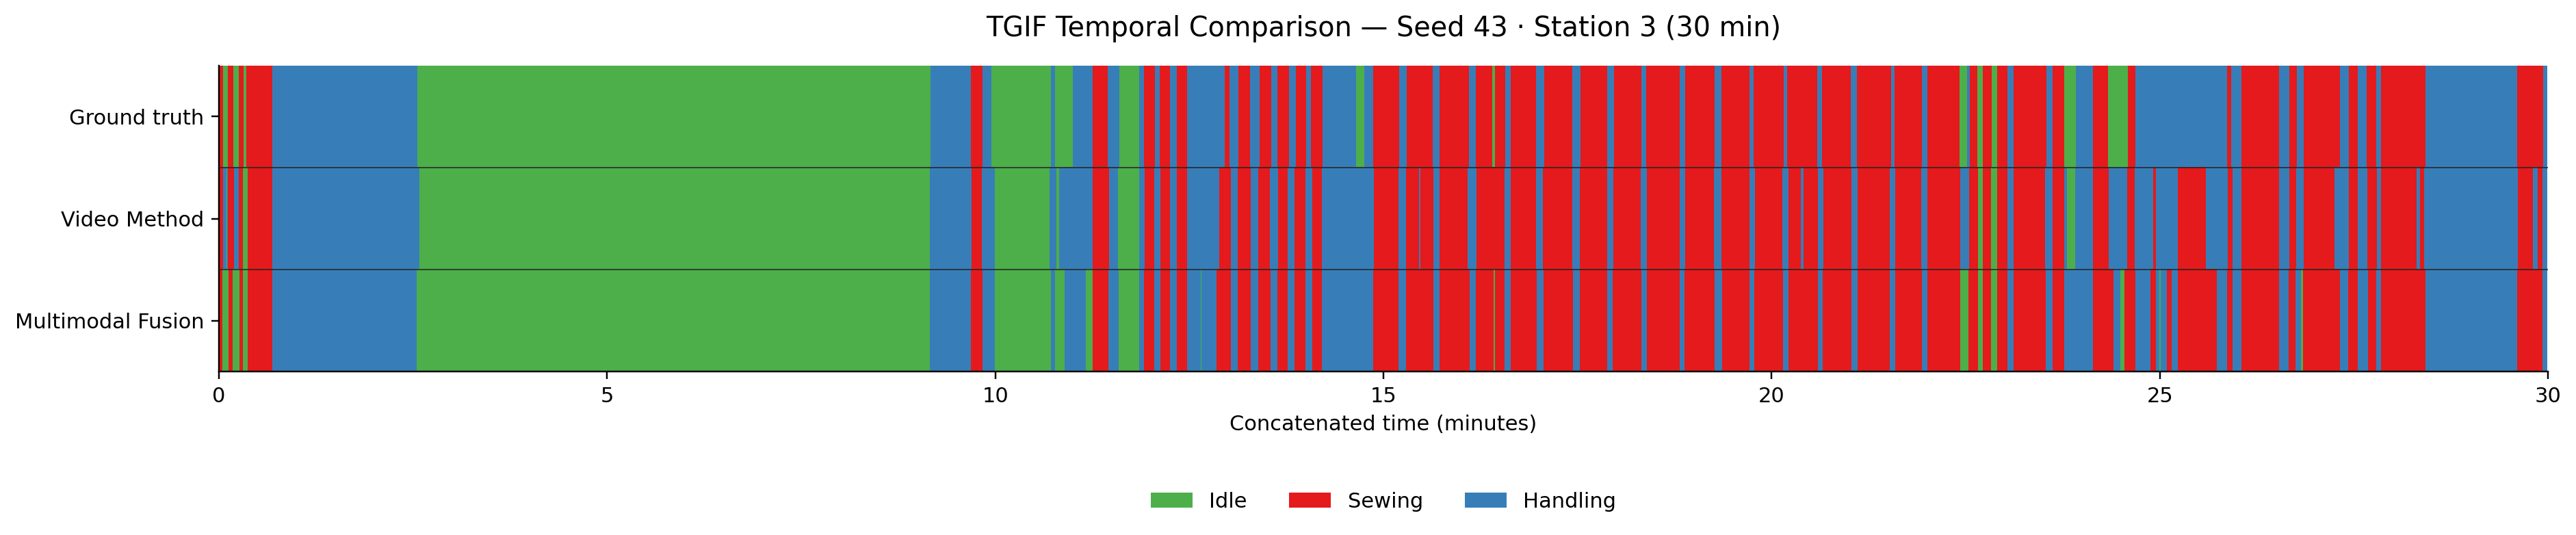 TGIF Temporal Comparison — Seed 43 · Station 3 (30 min)
Ground truth
Video Method
Multimodal Fusion
0 5 10 15 20 25 30
Concatenated time (minutes)
Idle Sewing Handling